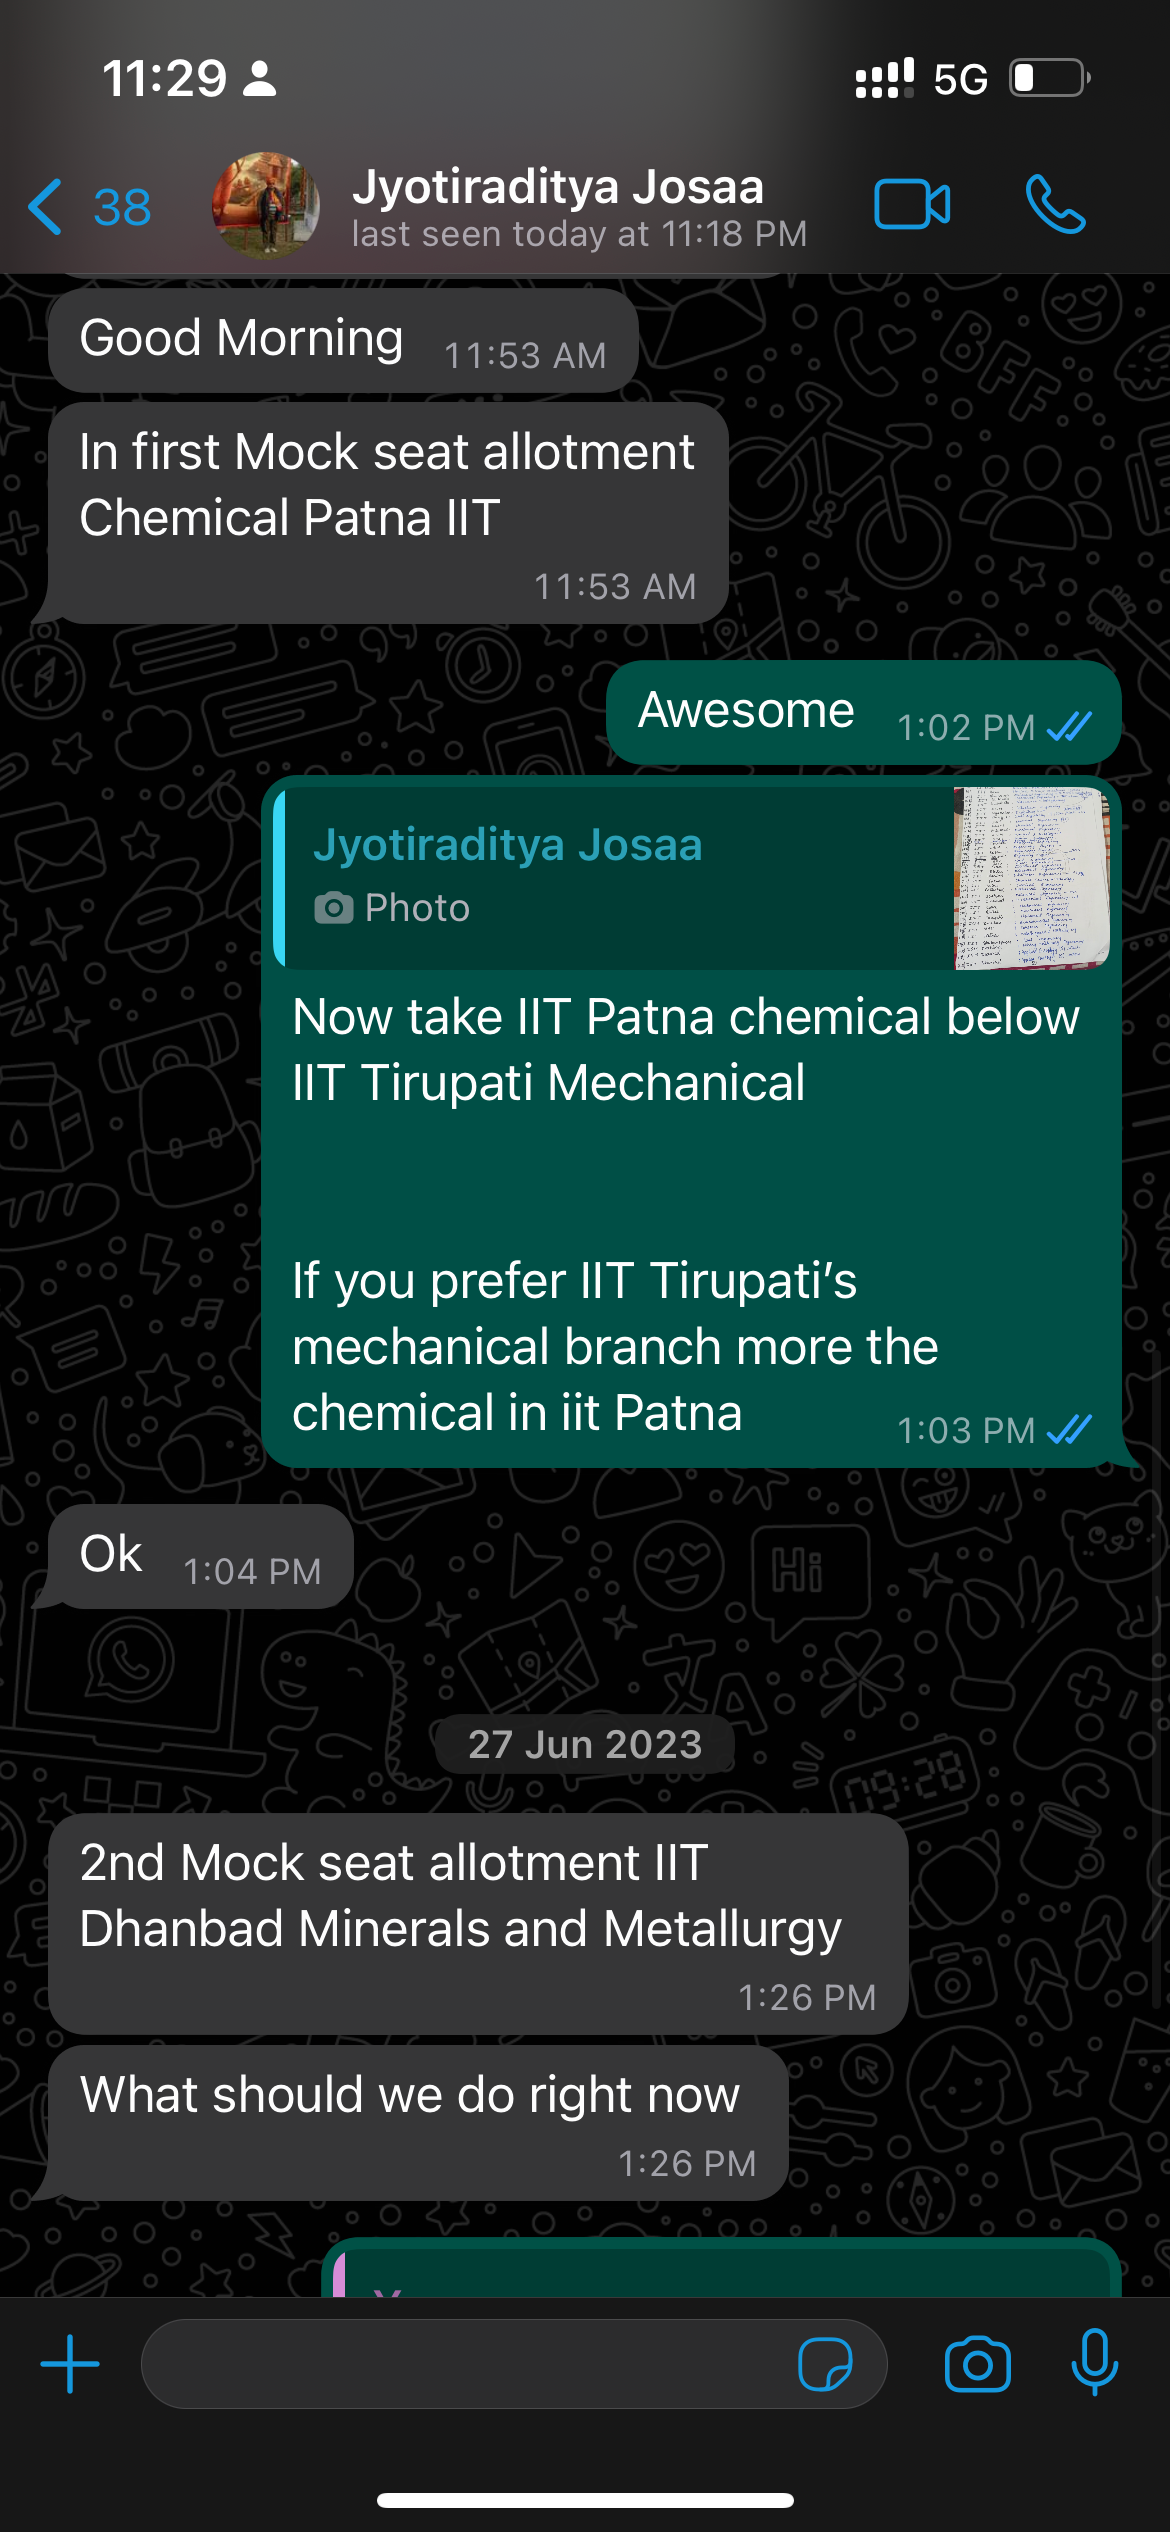 11:29
5G
38
Jyotiraditya Josaa
last seen today at 11:18 PM
Good Morning 11:53 AM
In first Mock seat allotment
Chemical Patna IIT
11:53 AM
Awesome 1:02 PM
Jyotiraditya Josaa
Photo
Now take IIT Patna chemical below
IIT Tirupati Mechanical
If you prefer IIT Tirupati’s
mechanical branch more the
chemical in iit Patna 1:03 PM
Ok 1:04 PM
27 Jun 2023
2nd Mock seat allotment IIT
Dhanbad Minerals and Metallurgy
1:26 PM
What should we do right now
1:26 PM